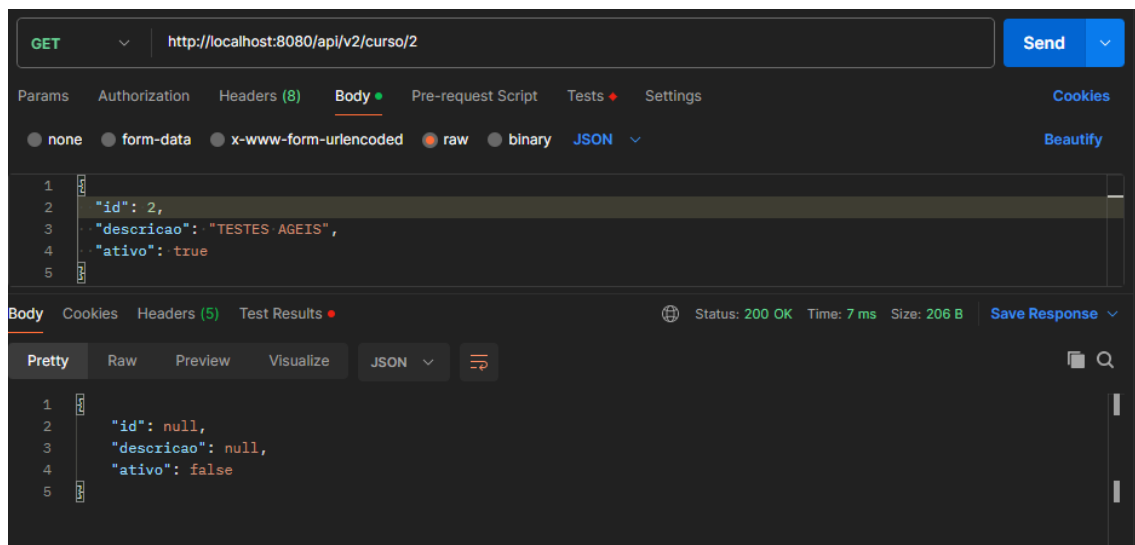 GET http://localhost:8080/api/v2/curso/2 Send
Params Authorization Headers (8) Body Pre-request Script Tests Settings Cookies
none form-data x-www-form-urlencoded raw binary JSON Beautify
1 {
2 "id": 2,
3 "descricao": "TESTES AGEIS",
4 "ativo": true
5 }
Body Cookies Headers (5) Test Results Status: 200 OK Time: 7 ms Size: 206 B Save Response
Pretty Raw Preview Visualize JSON
1 {
2 "id": null,
3 "descricao": null,
4 "ativo": false
5 }